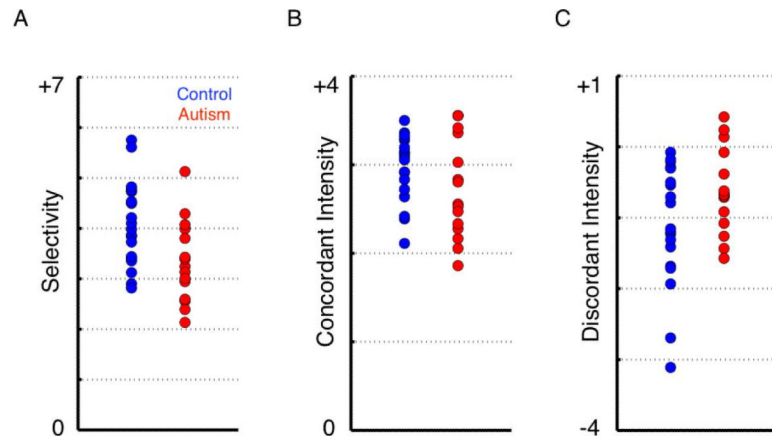 A
B
C
+7
+4
+1
Control
Autism
Selectivity
Concordant Intensity
Discordant Intensity
0
0
-4